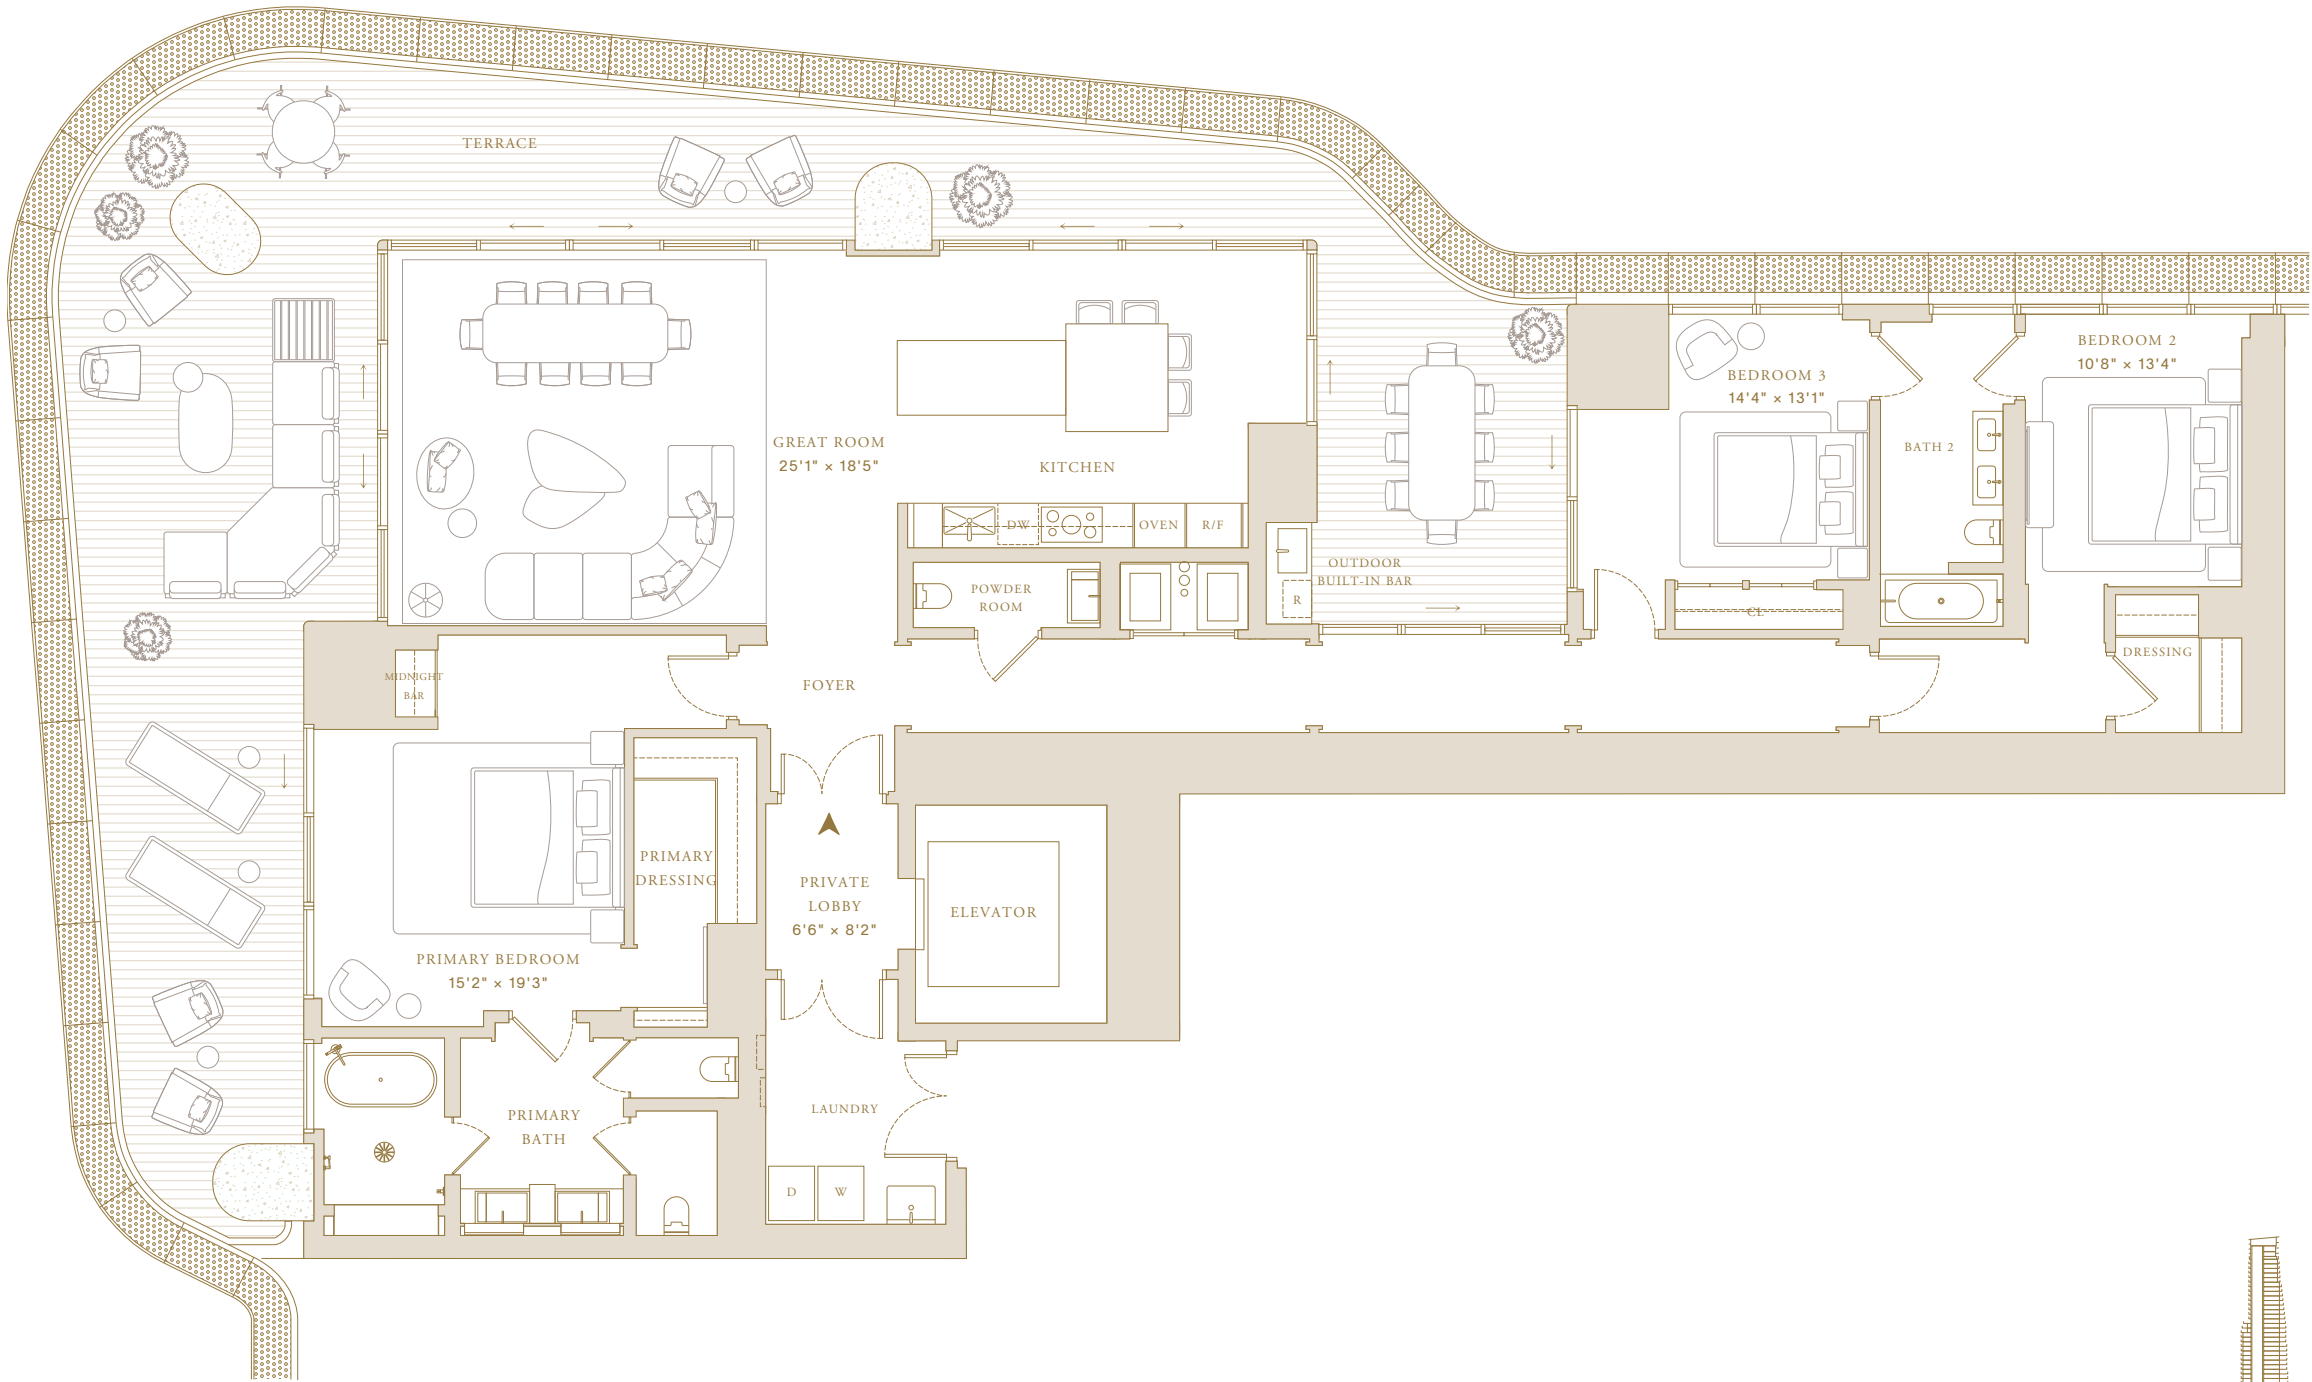 TERRACE
BEDROOM 2
10'8" × 13'4"
BEDROOM 3
14'4" × 13'1"
GREAT ROOM
25'1" × 18'5"
KITCHEN
BATH 2
DW
OVEN
R/F
OUTDOOR
BUILT-IN BAR
R
POWDER
ROOM
CL
DRESSING
MIDNIGHT
BAR
FOYER
PRIMARY
DRESSING
PRIVATE
LOBBY
6'6" × 8'2"
ELEVATOR
PRIMARY BEDROOM
15'2" × 19'3"
PRIMARY
BATH
LAUNDRY
D
W